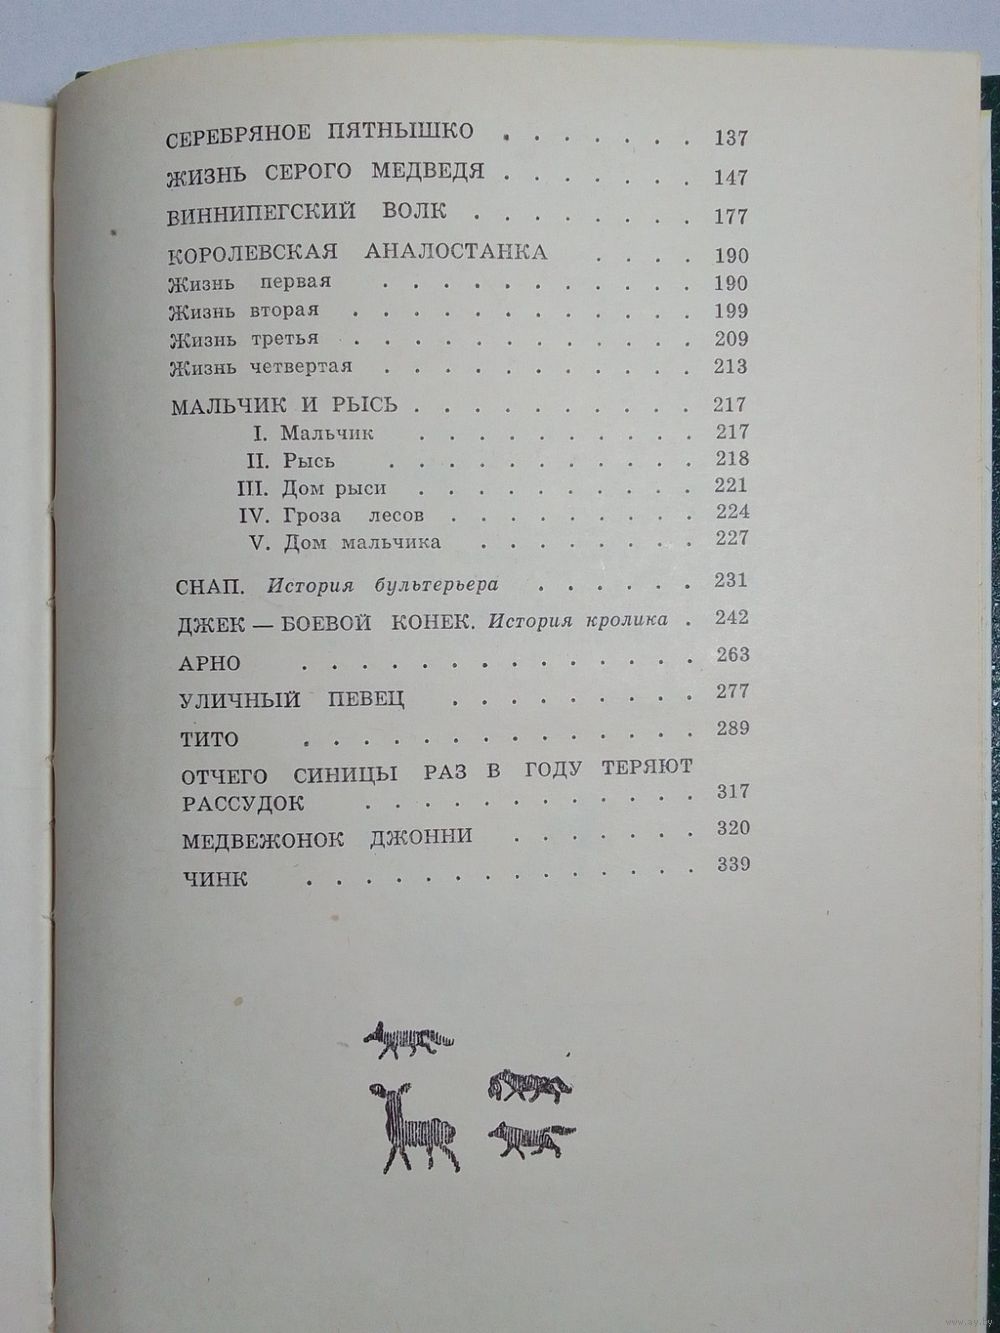 СЕРЕБРЯНОЕ ПЯТНЫШКО . . . . . . . 137
ЖИЗНЬ СЕРОГО МЕДВЕДЯ . . . . . . . 147
ВИННИПЕГСКИЙ ВОЛК . . . . . . . . 177
КОРОЛЕВСКАЯ АНАЛОСТАНКА . . . . 190
Жизнь первая . . . . . . . . . . . 190
Жизнь вторая . . . . . . . . . . . . 199
Жизнь третья . . . . . . . . . . . . 209
Жизнь четвертая . . . . . . . . . . . 213
МАЛЬЧИК И РЫСЬ . . . . . . . . . . 217
I. Мальчик . . . . . . . . . . 217
II. Рысь . . . . . . . . . . . 218
III. Дом рыси . . . . . . . . . . 221
IV. Гроза лесов . . . . . . . . . 224
V. Дом мальчика . . . . . . . . 227
СНАП. История бультерьера . . . . . . 231
ДЖЕК — БОЕВОЙ КОНЕК. История кролика . 242
АРНО . . . . . . . . . . . . . . 263
УЛИЧНЫЙ ПЕВЕЦ . . . . . . . . . 277
ТИТО . . . . . . . . . . . . . . 289
ОТЧЕГО СИНИЦЫ РАЗ В ГОДУ ТЕРЯЮТ
РАССУДОК . . . . . . . . . . . . 317
МЕДВЕЖОНОК ДЖОННИ . . . . . . . 320
ЧИНК . . . . . . . . . . . . . . 339
www.ay.by